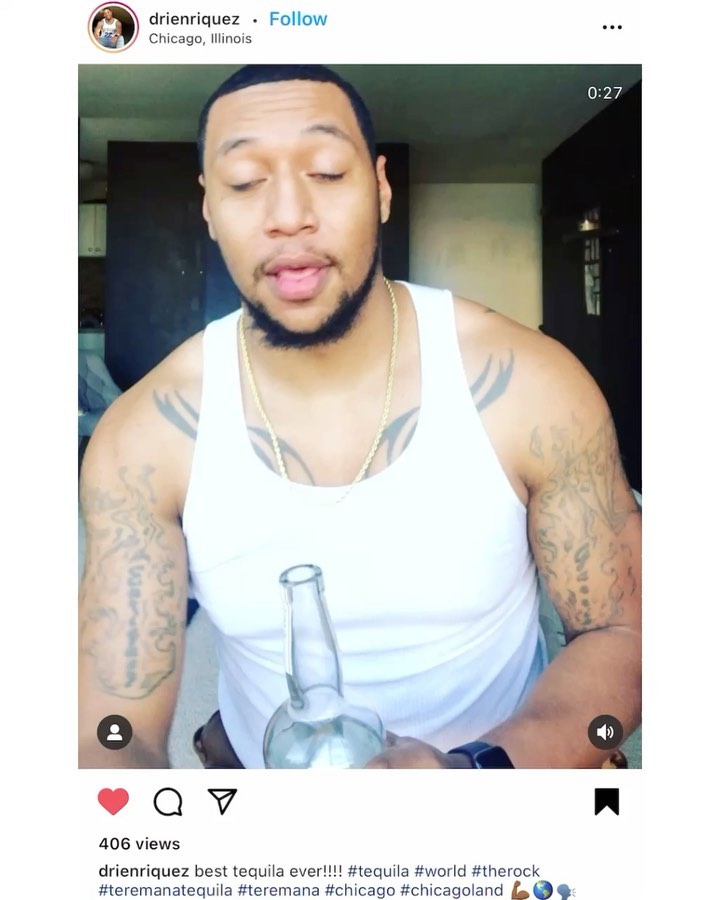 drienriquez • Follow
Chicago, Illinois
0:27
406 views
drienriquez best tequila ever!!!! #tequila #world #therock
#teremanatequila #teremana #chicago #chicagoland 💪🏾🌎🗣️